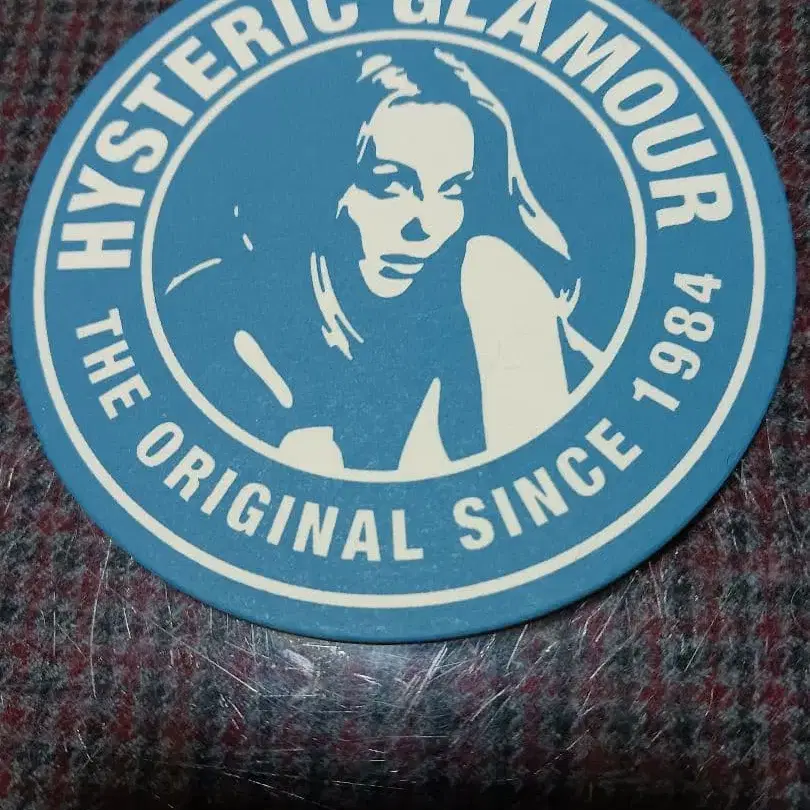 HYSTERIC GLAMOUR
THE ORIGINAL SINCE 1984